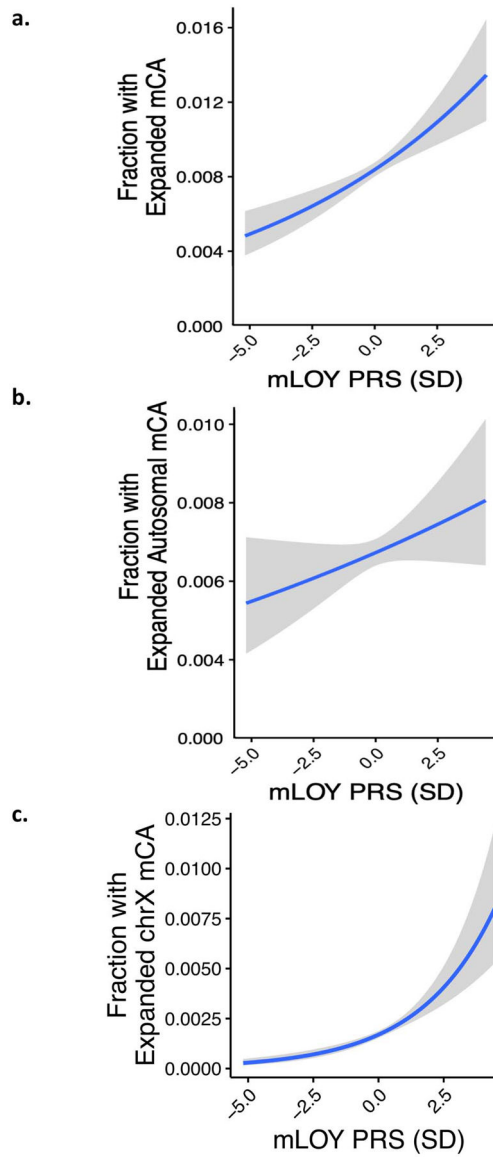 a.
Fraction with
Expanded mCA
0.016
0.012
0.008
0.004
0.000
−5.0
−2.5
0.0
2.5
mLOY PRS (SD)
b.
Fraction with
Expanded Autosomal mCA
0.010
0.008
0.006
0.004
0.000
−5.0
−2.5
0.0
2.5
mLOY PRS (SD)
c.
Fraction with
Expanded chrX mCA
0.0125
0.0100
0.0075
0.0050
0.0025
0.0000
−5.0
−2.5
0.0
2.5
mLOY PRS (SD)